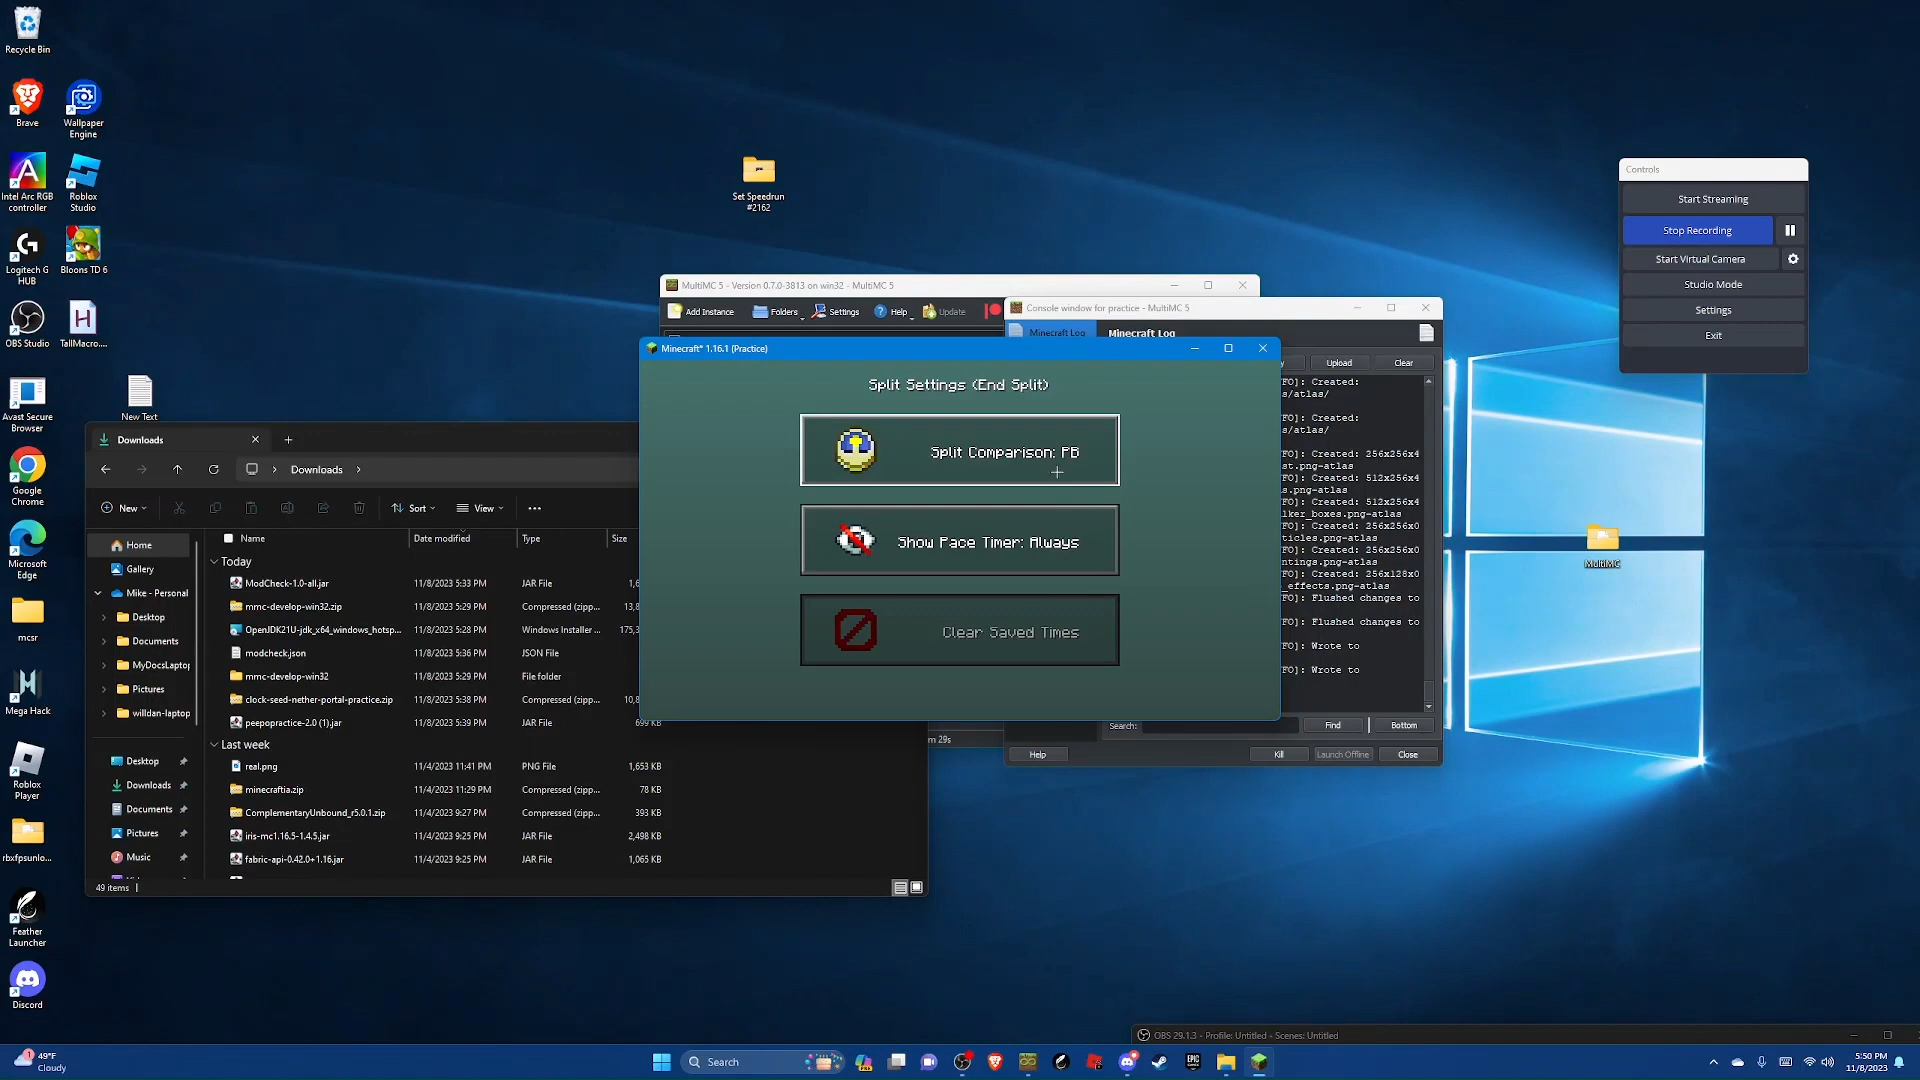 Recycle Bin
Brave
Wallpaper
Engine
Intel Arc RGB
controller
Roblox
Studio
Logitech G
HUB
Bloons TD 6
OBS Studio
TallMacro....
Avast Secure
Browser
New Text
Google
Chrome
Microsoft
Edge
mcsr
Mega Hack
Roblox
Player
rbxfpsunlo...
Feather
Launcher
Discord
Set Speedrun
#2162
MultiMC
Controls
Start Streaming
Stop Recording
Start Virtual Camera
Studio Mode
Settings
Exit
MultiMC 5 - Version 0.7.0-3813 on win32 - MultiMC 5
Add Instance
Folders
Settings
Help
Update
Console window for practice - MultiMC 5
Minecraft Log
Minecraft Log
Upload
Clear
FO]: Created:
s/atlas/
FO]: Created:
s/atlas/
FO]: Created: 256x256x4
st.png-atlas
FO]: Created: 256x256x4
s.png-atlas
FO]: Created: 512x256x4
lker_boxes.png-atlas
FO]: Created: 256x256x0
ticles.png-atlas
FO]: Created: 256x256x0
ntings.png-atlas
FO]: Created: 256x128x0
_effects.png-atlas
FO]: Flushed changes to
FO]: Flushed changes to
FO]: Wrote to
FO]: Wrote to
Search:
Find
Bottom
Help
Kill
Launch Offline
Close
m 29s
Minecraft* 1.16.1 (Practice)
Split Settings (End Split)
Split Comparison: PB
Show Pace Timer: Always
Clear Saved Times
Downloads
Downloads
New
Sort
View
Home
Gallery
Mike - Personal
Desktop
Documents
MyDocsLaptop
Pictures
willdan-laptop
Desktop
Downloads
Documents
Pictures
Music
Name
Date modified
Type
Size
Today
ModCheck-1.0-all.jar 11/8/2023 5:33 PM JAR File 1,6
mmc-develop-win32.zip 11/8/2023 5:29 PM Compressed (zipp... 13,8
OpenJDK21U-jdk_x64_windows_hotsp... 11/8/2023 5:28 PM Windows Installer ... 175,3
modcheck.json 11/8/2023 5:36 PM JSON File
mmc-develop-win32 11/8/2023 5:29 PM File folder
clock-seed-nether-portal-practice.zip 11/8/2023 5:38 PM Compressed (zipp... 10,8
peepopractice-2.0 (1).jar 11/8/2023 5:39 PM JAR File 699 KB
Last week
real.png 11/4/2023 11:41 PM PNG File 1,653 KB
minecraftia.zip 11/4/2023 11:29 PM Compressed (zipp... 78 KB
ComplementaryUnbound_r5.0.1.zip 11/4/2023 9:27 PM Compressed (zipp... 393 KB
iris-mc1.16.5-1.4.5.jar 11/4/2023 9:25 PM JAR File 2,498 KB
fabric-api-0.42.0+1.16.jar 11/4/2023 9:25 PM JAR File 1,065 KB
49 items
OBS 29.1.3 - Profile: Untitled - Scenes: Untitled
1
49°F
Cloudy
Search
5:50 PM
11/8/2023